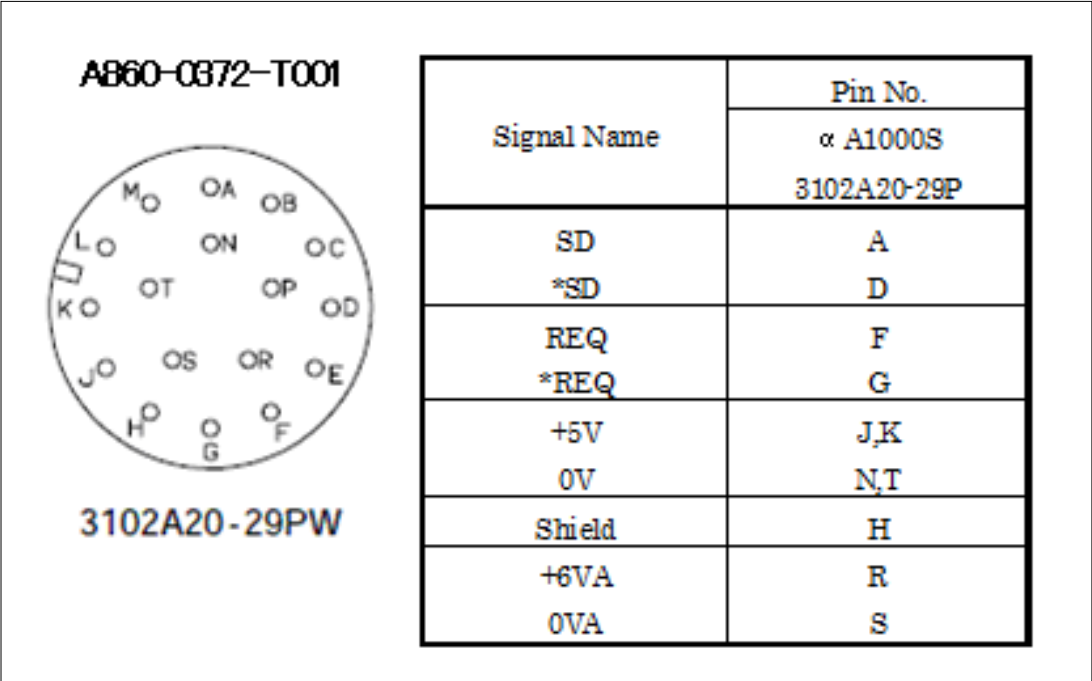 A860-0372-T001
M
A
B
L
N
C
T
P
K
D
J
S
R
E
H
G
F
3102A20-29PW
Signal Name
Pin No.
α A1000S
3102A20-29P
SD A
*SD D
REQ F
*REQ G
+5V J,K
0V N,T
Shield H
+6VA R
0VA S